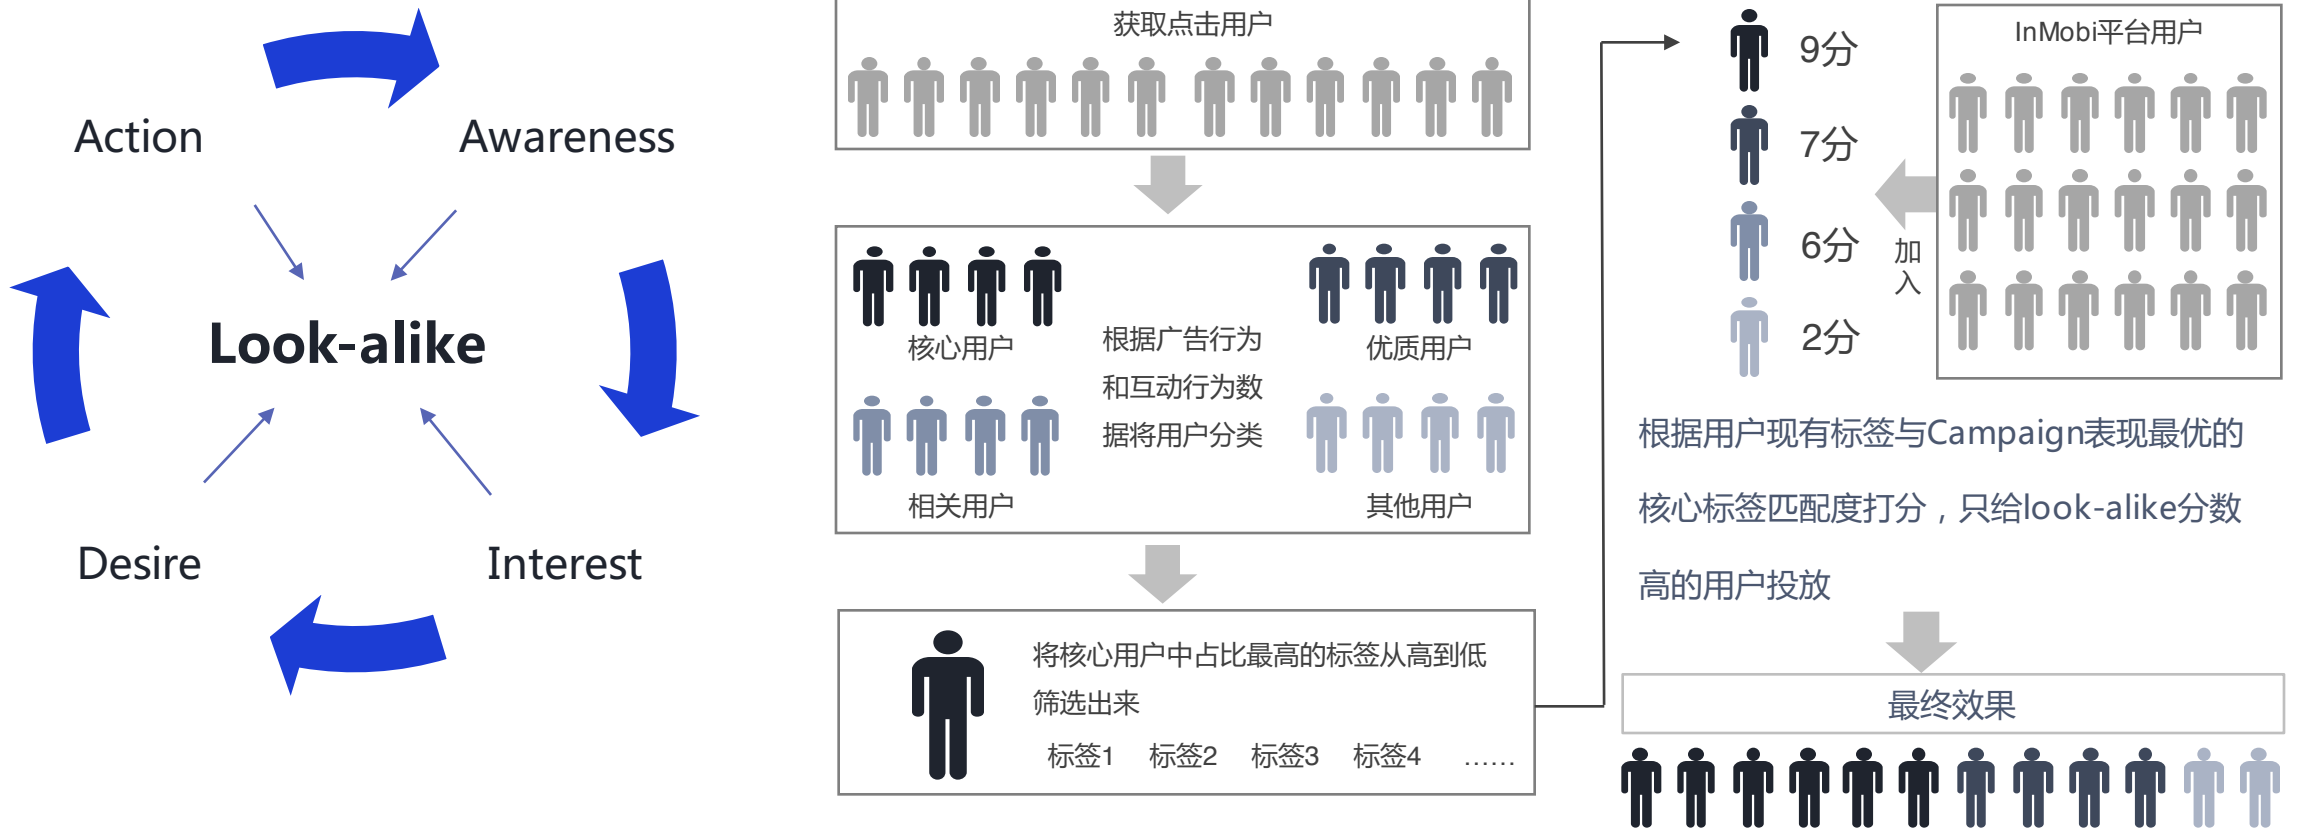 Action
Awareness
Look-alike
Desire
Interest
获取点击用户
核心用户
优质用户
根据广告行为
和互动行为数
据将用户分类
相关用户
其他用户
将核心用户中占比最高的标签从高到低
筛选出来
标签1 标签2 标签3 标签4 ……
9分
7分
6分
2分
InMobi平台用户
加
入
根据用户现有标签与Campaign表现最优的
核心标签匹配度打分，只给look-alike分数
高的用户投放
最终效果